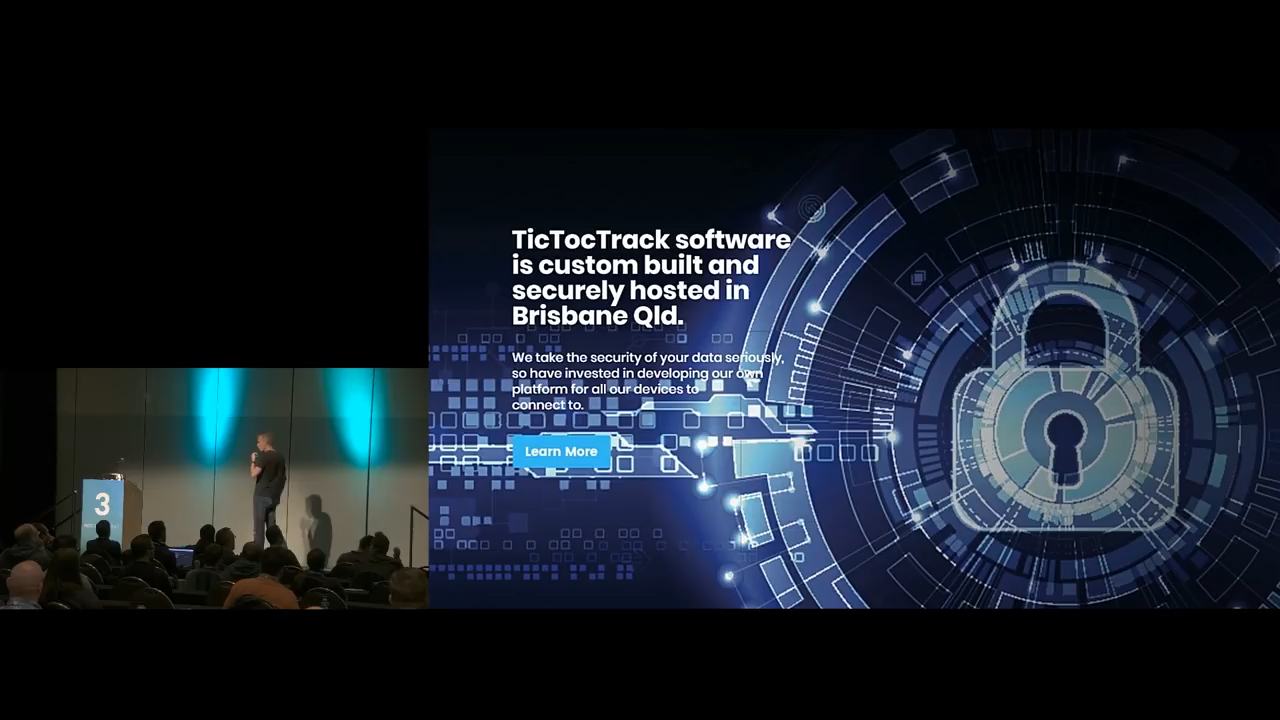 TicTocTrack software
is custom built and
securely hosted in
Brisbane Qld.
We take the security of your data seriously,
so have invested in developing our own
platform for all our devices to
connect to.
Learn More
3